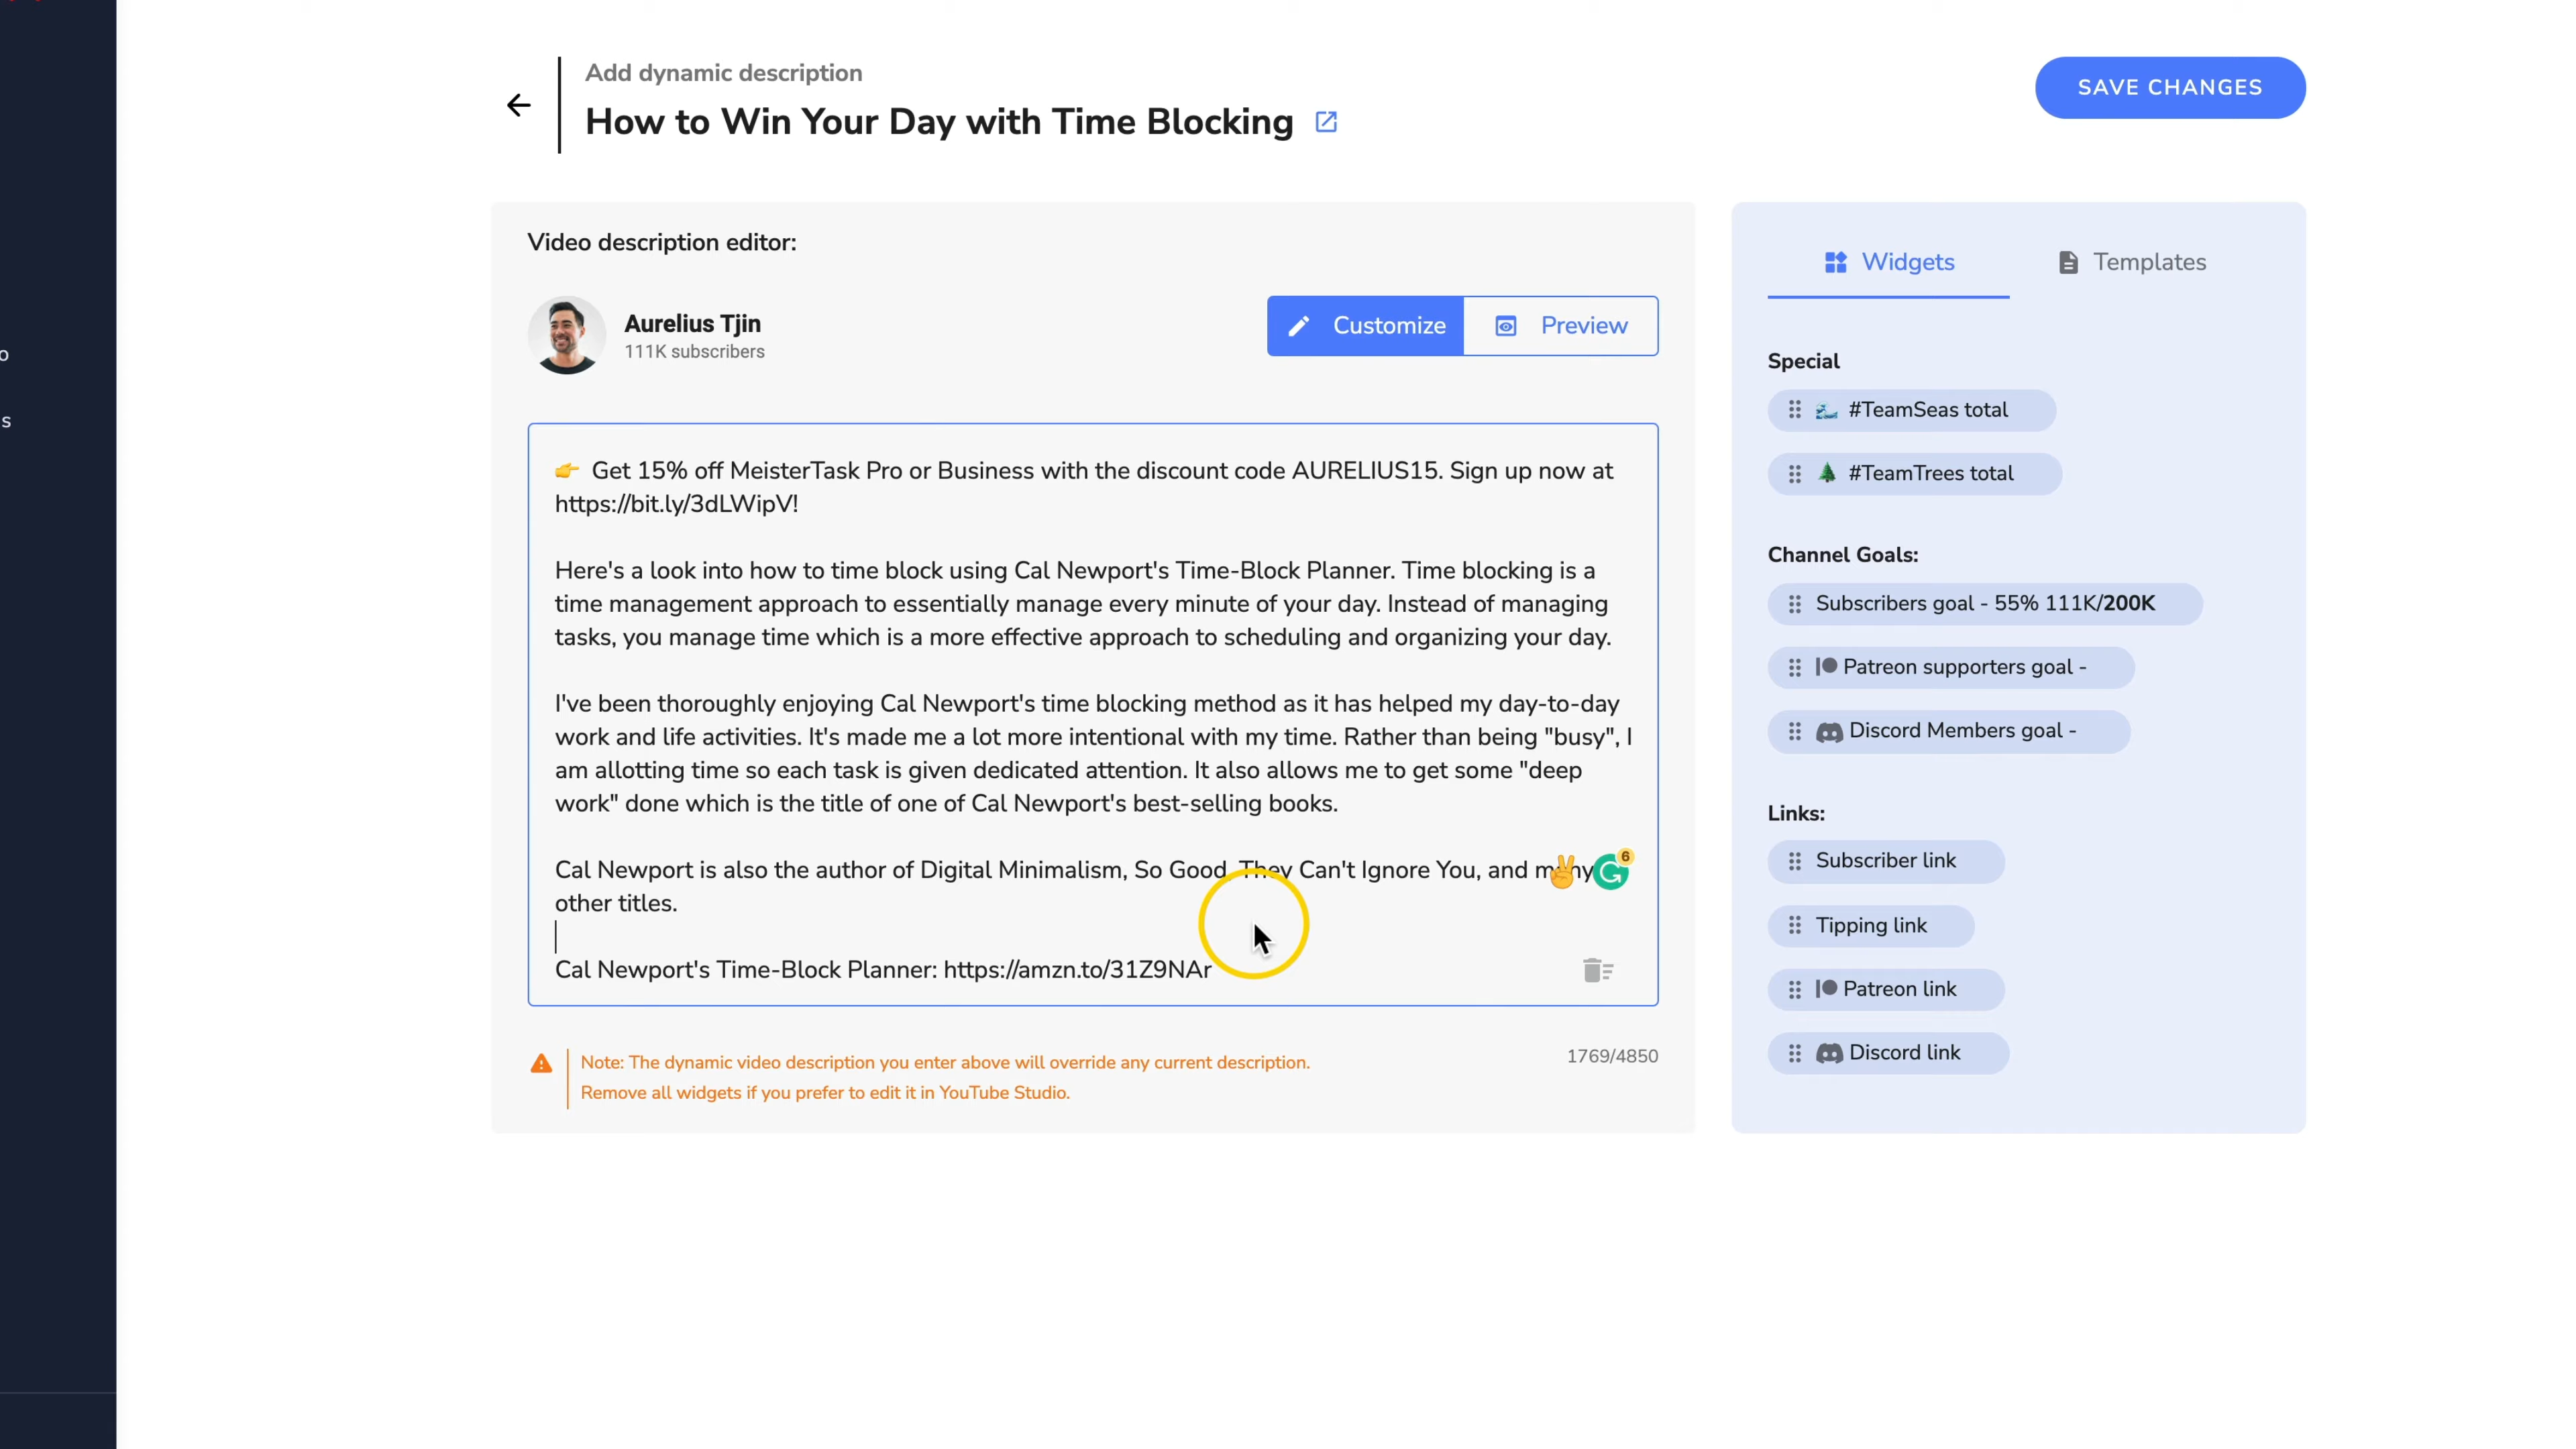 Add dynamic description
How to Win Your Day with Time Blocking
SAVE CHANGES
o
s
Video description editor:
Aurelius Tjin
111K subscribers
Customize
Preview
👉 Get 15% off MeisterTask Pro or Business with the discount code AURELIUS15. Sign up now at
https://bit.ly/3dLWipV!
Here's a look into how to time block using Cal Newport's Time-Block Planner. Time blocking is a
time management approach to essentially manage every minute of your day. Instead of managing
tasks, you manage time which is a more effective approach to scheduling and organizing your day.
I've been thoroughly enjoying Cal Newport's time blocking method as it has helped my day-to-day
work and life activities. It's made me a lot more intentional with my time. Rather than being "busy", I
am allotting time so each task is given dedicated attention. It also allows me to get some "deep
work" done which is the title of one of Cal Newport's best-selling books.
Cal Newport is also the author of Digital Minimalism, So Good They Can't Ignore You, and many
other titles.
6
Cal Newport's Time-Block Planner: https://amzn.to/31Z9NAr
Note: The dynamic video description you enter above will override any current description.
Remove all widgets if you prefer to edit it in YouTube Studio.
1769/4850
Widgets
Templates
Special
#TeamSeas total
#TeamTrees total
Channel Goals:
Subscribers goal - 55% 111K/200K
Patreon supporters goal -
Discord Members goal -
Links:
Subscriber link
Tipping link
Patreon link
Discord link